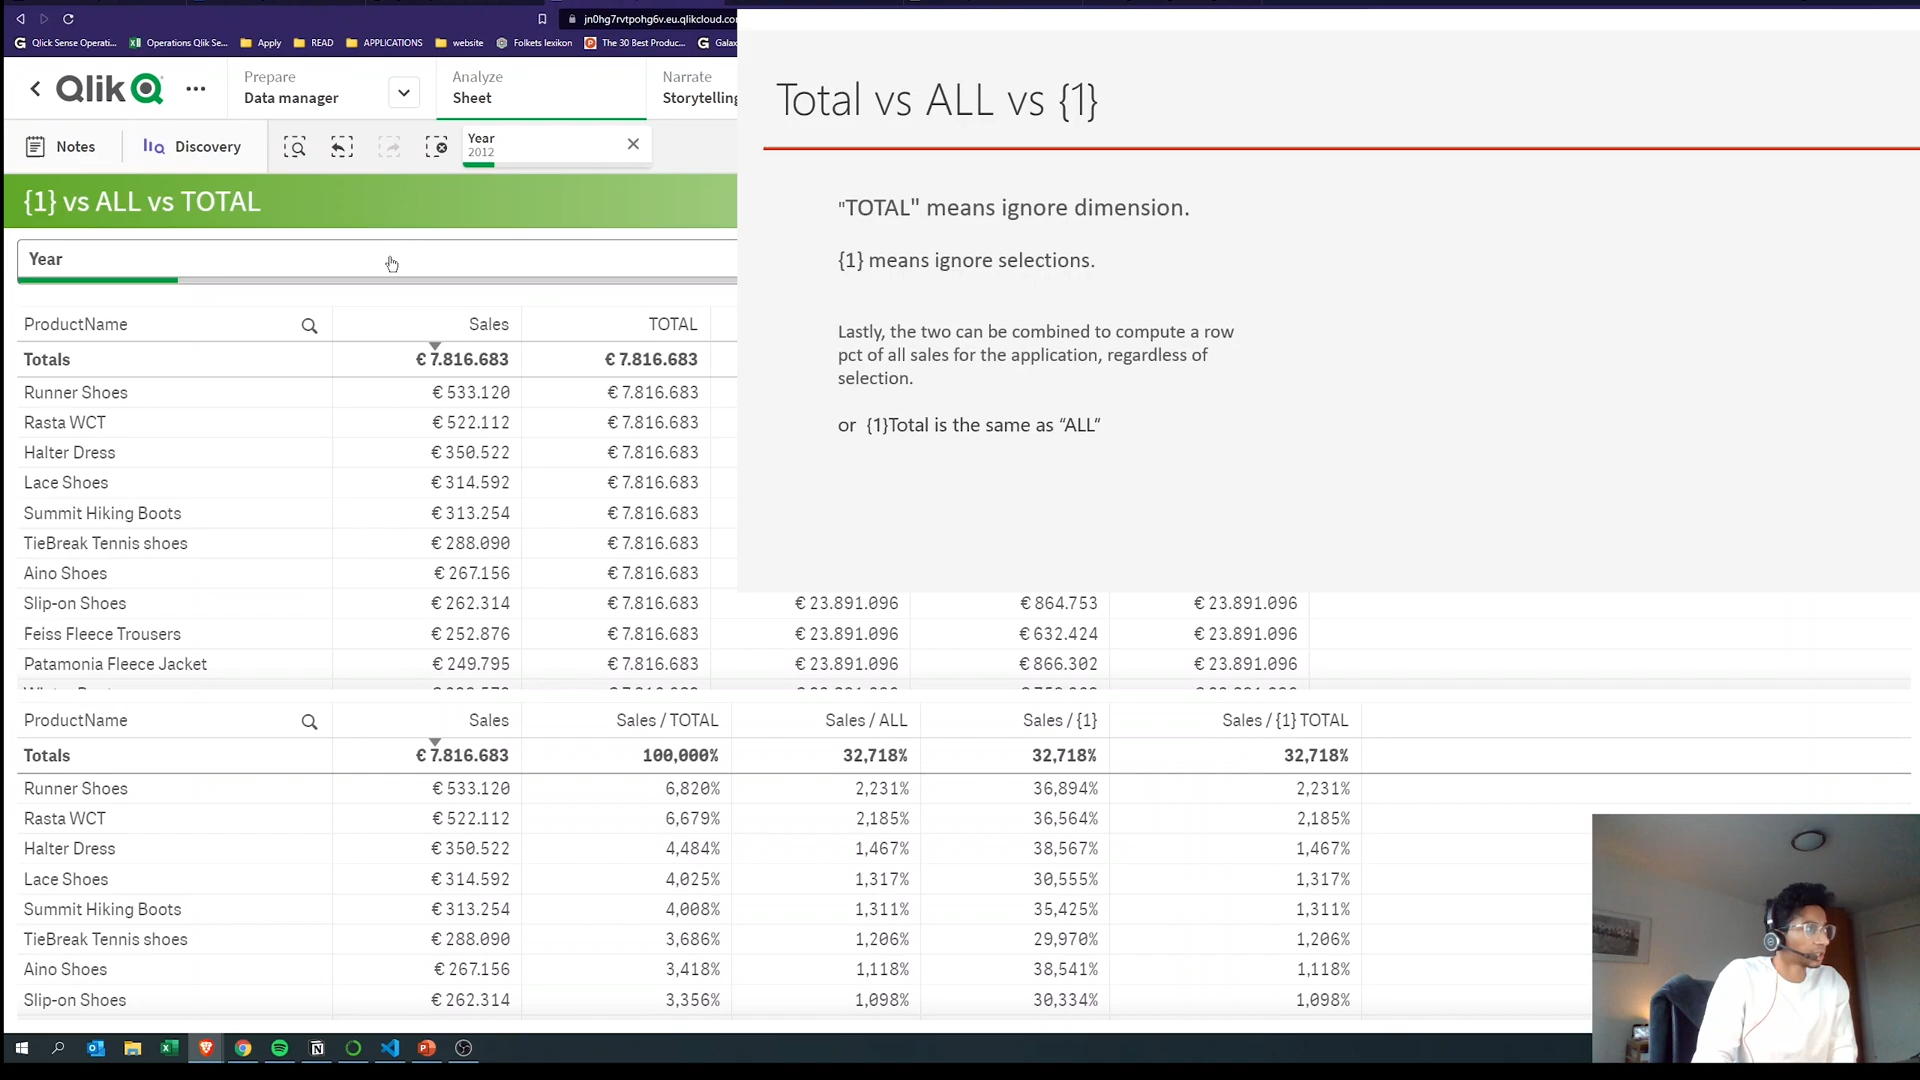 jn0hg7rvtpohg6v.eu.qlikcloud.co
Qlick Sense Operati... Operations Qlik Se... Apply READ APPLICATIONS website Folkets lexikon The 30 Best Produc... Gala
Qlik
Prepare
Data manager
Analyze
Sheet
Narrate
Storytelling
Notes Discovery
Year
2012
{1} vs ALL vs TOTAL
Year
ProductName Sales TOTAL
Totals € 7.816.683 € 7.816.683
Runner Shoes € 533.120 € 7.816.683
Rasta WCT € 522.112 € 7.816.683
Halter Dress € 350.522 € 7.816.683
Lace Shoes € 314.592 € 7.816.683
Summit Hiking Boots € 313.254 € 7.816.683
TieBreak Tennis shoes € 288.090 € 7.816.683
Aino Shoes € 267.156 € 7.816.683
Slip-on Shoes € 262.314 € 7.816.683 € 23.891.096 € 864.753 € 23.891.096
Feiss Fleece Trousers € 252.876 € 7.816.683 € 23.891.096 € 632.424 € 23.891.096
Patamonia Fleece Jacket € 249.795 € 7.816.683 € 23.891.096 € 866.302 € 23.891.096
Total vs ALL vs {1}
"TOTAL" means ignore dimension.
{1} means ignore selections.
Lastly, the two can be combined to compute a row
pct of all sales for the application, regardless of
selection.
or {1}Total is the same as “ALL”
ProductName Sales Sales / TOTAL Sales / ALL Sales / {1} Sales / {1} TOTAL
Totals € 7.816.683 100,000% 32,718% 32,718% 32,718%
Runner Shoes € 533.120 6,820% 2,231% 36,894% 2,231%
Rasta WCT € 522.112 6,679% 2,185% 36,564% 2,185%
Halter Dress € 350.522 4,484% 1,467% 38,567% 1,467%
Lace Shoes € 314.592 4,025% 1,317% 30,555% 1,317%
Summit Hiking Boots € 313.254 4,008% 1,311% 35,425% 1,311%
TieBreak Tennis shoes € 288.090 3,686% 1,206% 29,970% 1,206%
Aino Shoes € 267.156 3,418% 1,118% 38,541% 1,118%
Slip-on Shoes € 262.314 3,356% 1,098% 30,334% 1,098%